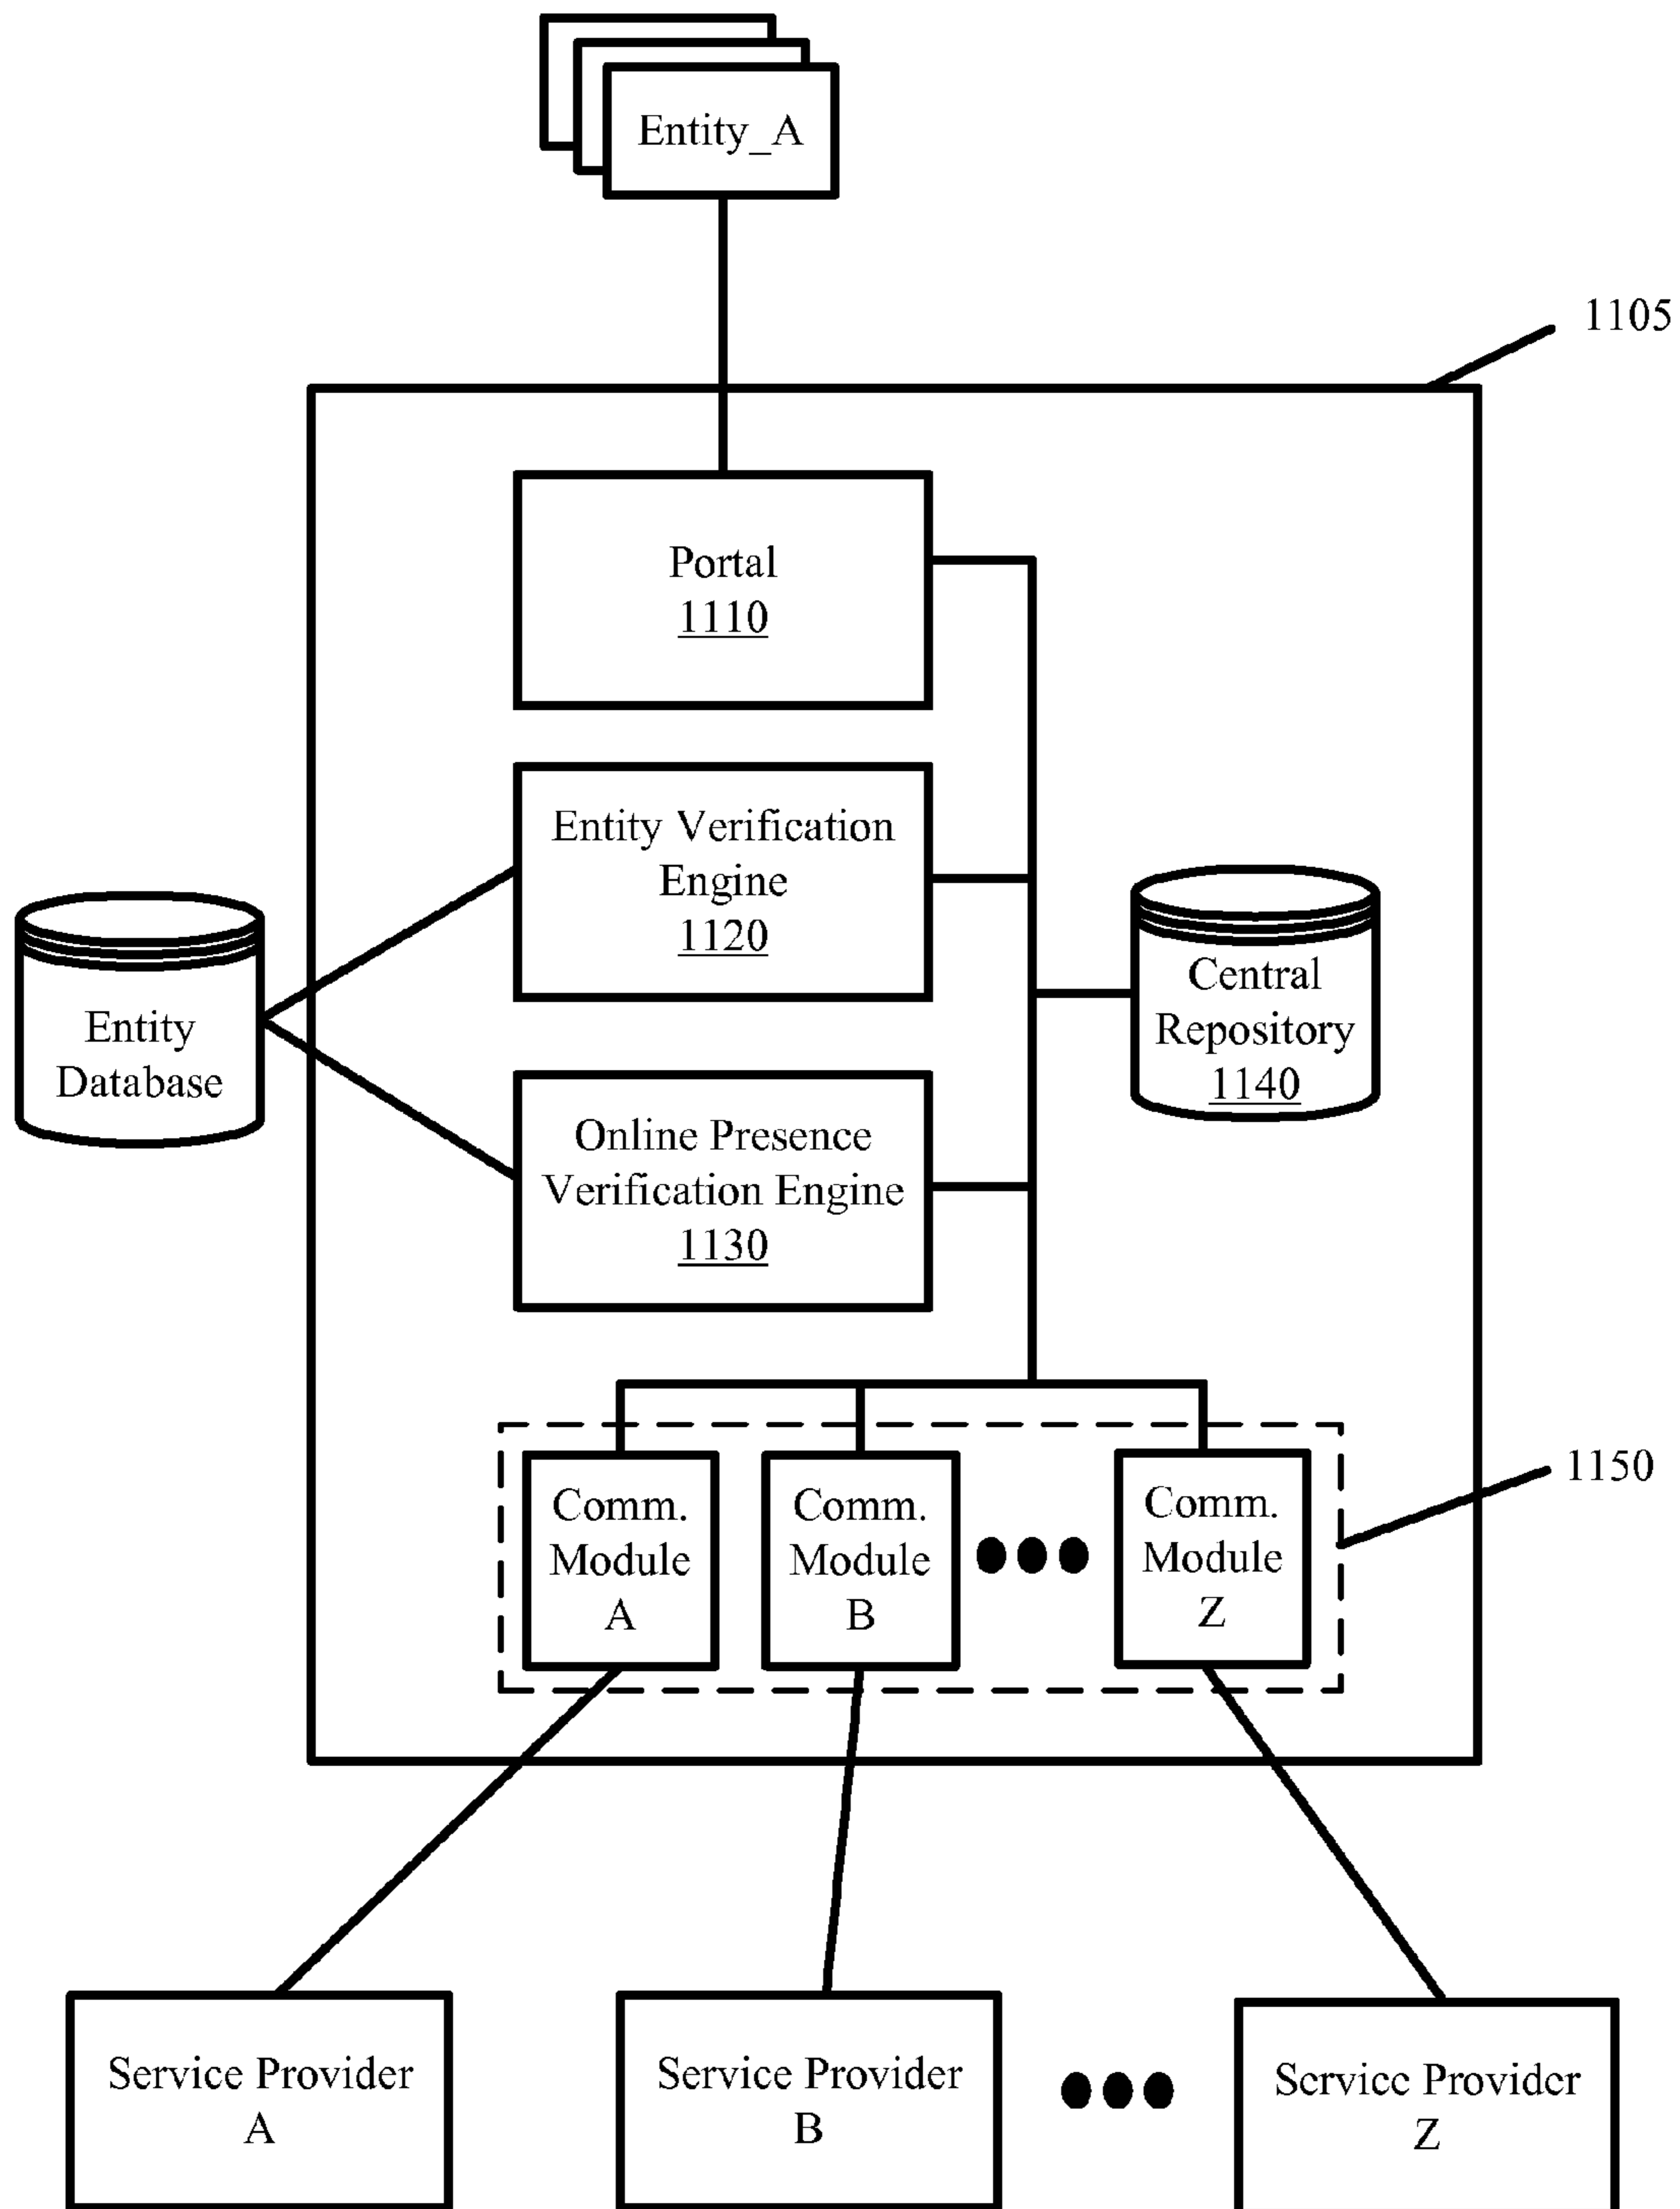 Entity_A
1105
Portal
1110
Entity Verification
Engine
1120
Entity
Database
Central
Repository
1140
Online Presence
Verification Engine
1130
Comm.
Module
A
Comm.
Module
B
Comm.
Module
Z
1150
Service Provider
A
Service Provider
B
Service Provider
Z